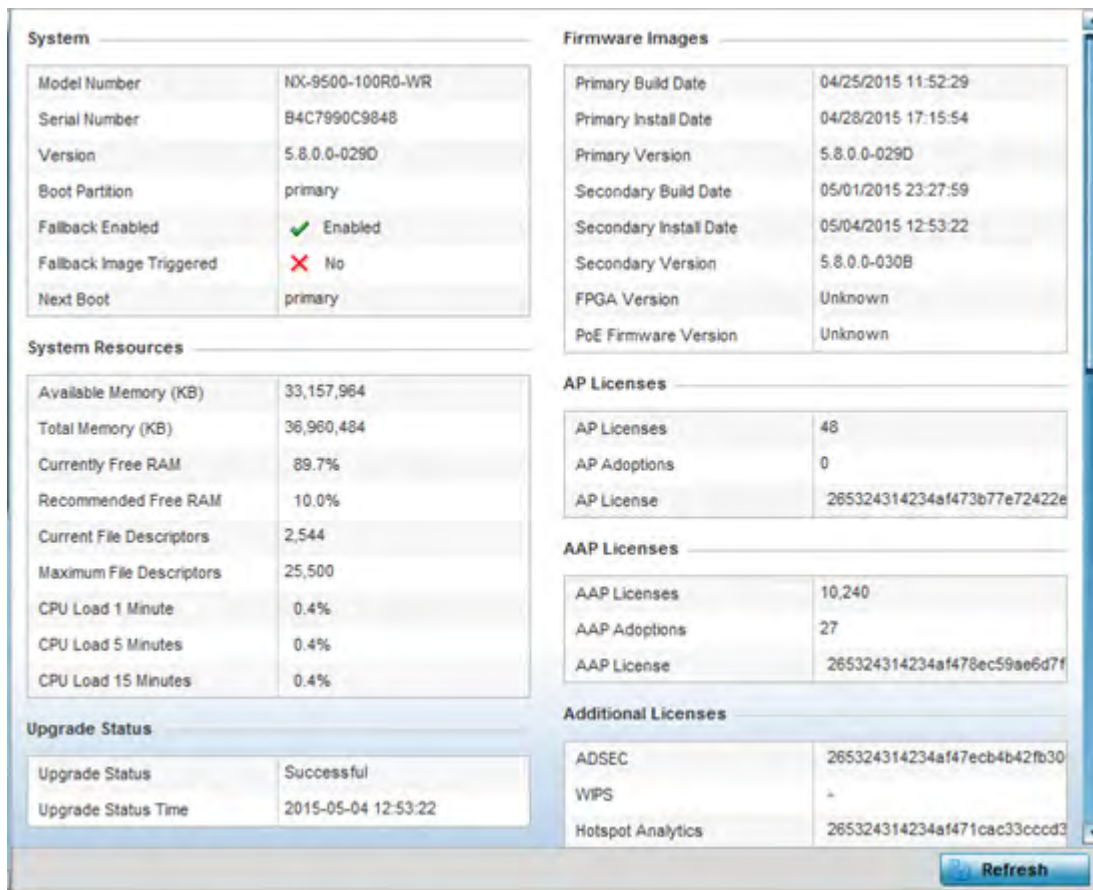 System
Model Number NX-9500-100R0-WR
Serial Number B4C7990C9848
Version 5.8.0.0-029D
Boot Partition primary
Fallback Enabled Enabled
Fallback Image Triggered No
Next Boot primary
System Resources
Available Memory (KB) 33,157,964
Total Memory (KB) 36,960,484
Currently Free RAM 89.7%
Recommended Free RAM 10.0%
Current File Descriptors 2,544
Maximum File Descriptors 25,500
CPU Load 1 Minute 0.4%
CPU Load 5 Minutes 0.4%
CPU Load 15 Minutes 0.4%
Upgrade Status
Upgrade Status Successful
Upgrade Status Time 2015-05-04 12:53:22
Firmware Images
Primary Build Date 04/25/2015 11:52:29
Primary Install Date 04/28/2015 17:15:54
Primary Version 5.8.0.0-029D
Secondary Build Date 05/01/2015 23:27:59
Secondary Install Date 05/04/2015 12:53:22
Secondary Version 5.8.0.0-030B
FPGA Version Unknown
PoE Firmware Version Unknown
AP Licenses
AP Licenses 48
AP Adoptions 0
AP License 265324314234af473b77e72422e
AAP Licenses
AAP Licenses 10,240
AAP Adoptions 27
AAP License 265324314234af478ec59ae6d7f
Additional Licenses
ADSEC 265324314234af47ecb4b42fb30
WIPS -
Hotspot Analytics 265324314234af471cac33cccd3
Refresh